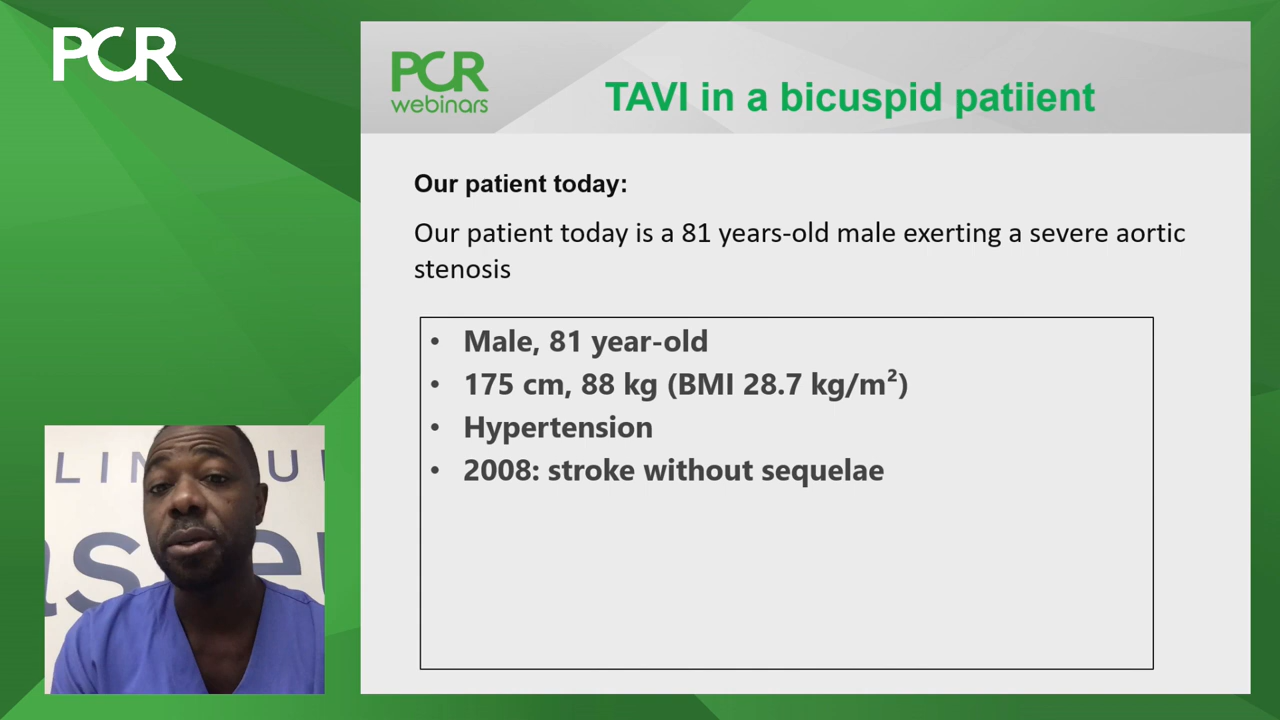 PCR
PCR
webinars
TAVI in a bicuspid patiient
Our patient today:
Our patient today is a 81 years-old male exerting a severe aortic
stenosis
• Male, 81 year-old
• 175 cm, 88 kg (BMI 28.7 kg/m²)
• Hypertension
• 2008: stroke without sequelae